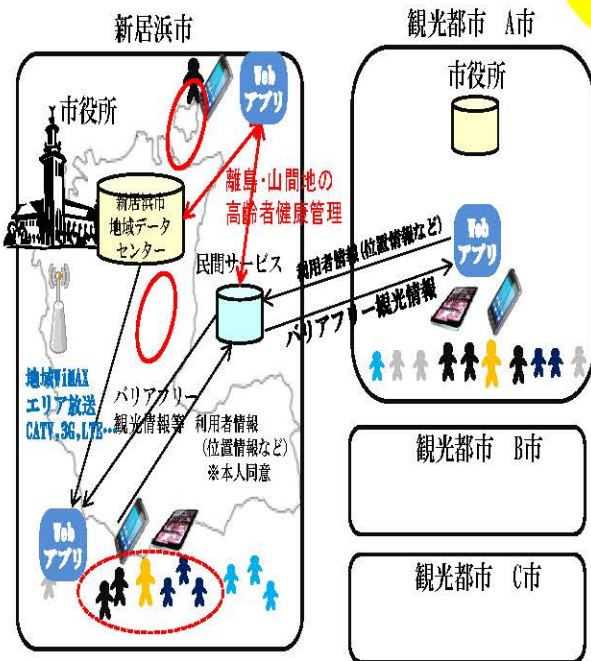 新居浜市
市役所
Web
アプリ
新居浜市
地域データ
センター
離島・山間地の
高齢者健康管理
民間サービス
利用者情報(位置情報など)
バリアフリー観光情報
地域WiMAX
エリア放送
CATV,3G,LTE…
バリアフリー
観光情報等
利用者情報
(位置情報など)
※本人同意
Web
アプリ
観光都市 A市
市役所
Web
アプリ
観光都市 B市
観光都市 C市